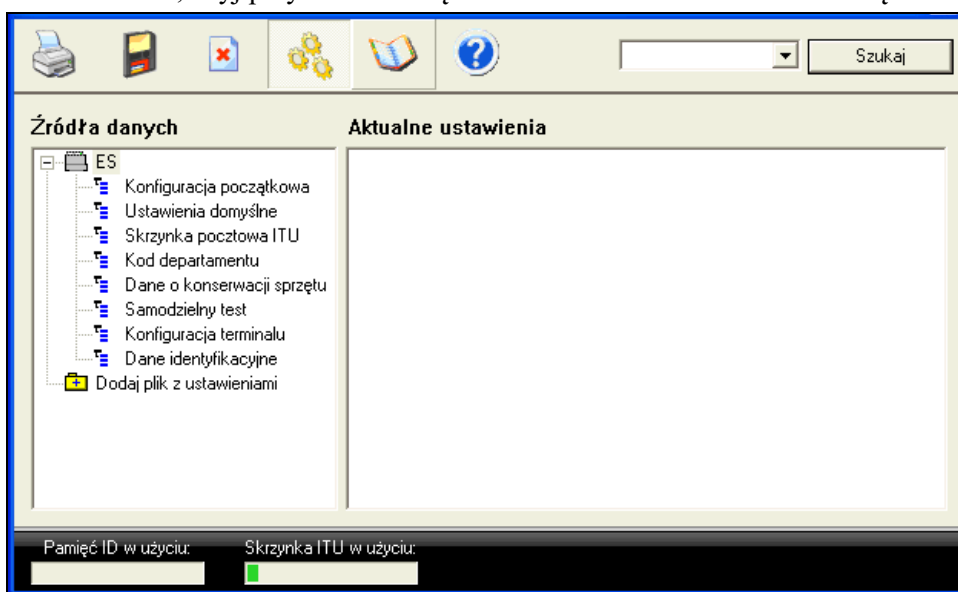 Szukaj
Źródła danych
Aktualne ustawienia
ES
Konfiguracja początkowa
Ustawienia domyślne
Skrzynka pocztowa ITU
Kod departamentu
Dane o konserwacji sprzętu
Samodzielny test
Konfiguracja terminalu
Dane identyfikacyjne
Dodaj plik z ustawieniami
Pamięć ID w użyciu:
Skrzynka ITU w użyciu: